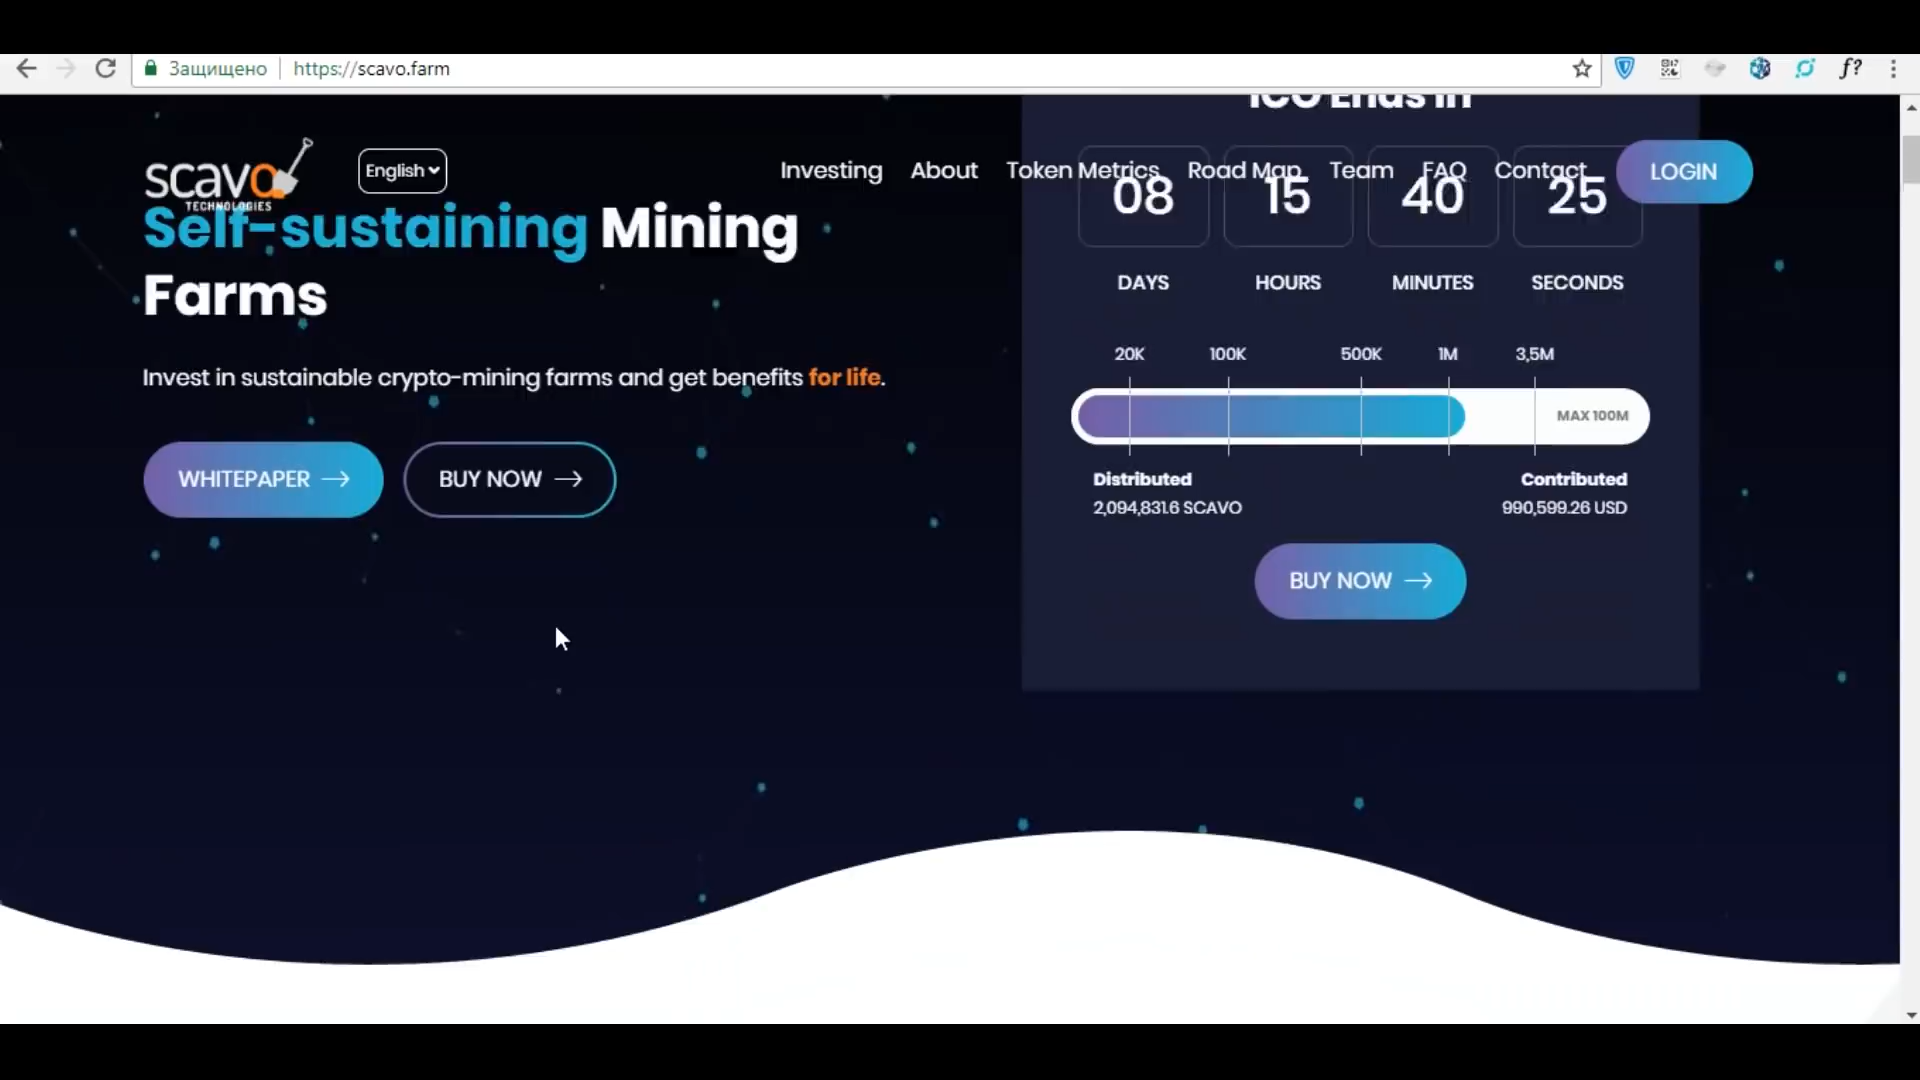 Защищено
https://scavo.farm
ICO Ends In
scavo
TECHNOLOGIES
English
Investing
About
Token Metrics
Road Map
Team
FAQ
Contact
LOGIN
Self-sustaining Mining
Farms
Invest in sustainable crypto-mining farms and get benefits for life.
WHITEPAPER
BUY NOW
08 15 40 25
DAYS HOURS MINUTES SECONDS
20K 100K 500K 1M 3,5M
MAX 100M
Distributed
2,094,831.6 SCAVO
Contributed
990,599.26 USD
BUY NOW
f?